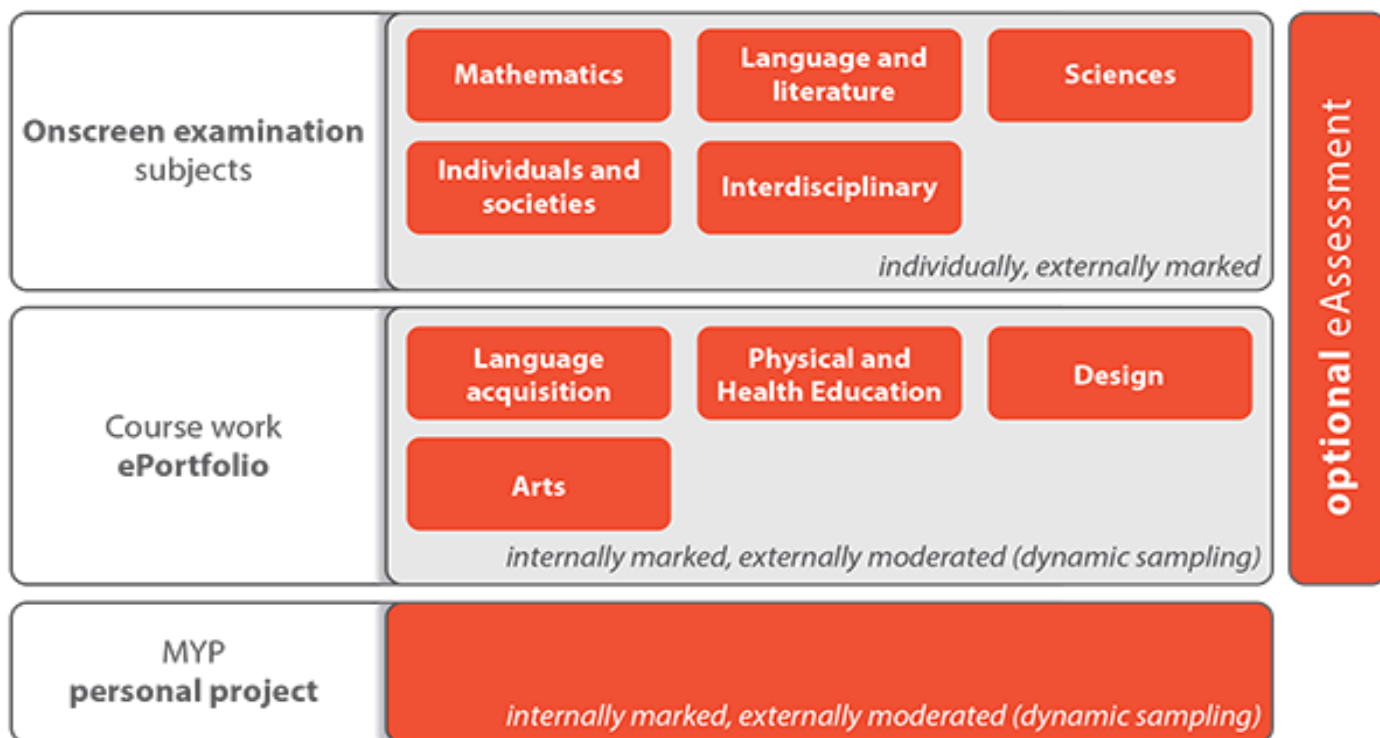 Onscreen examination
subjects
Mathematics
Language and
literature
Sciences
Individuals and
societies
Interdisciplinary
individually, externally marked
Course work
ePortfolio
Language
acquisition
Physical and
Health Education
Design
Arts
internally marked, externally moderated (dynamic sampling)
MYP
personal project
internally marked, externally moderated (dynamic sampling)
optional eAssessment